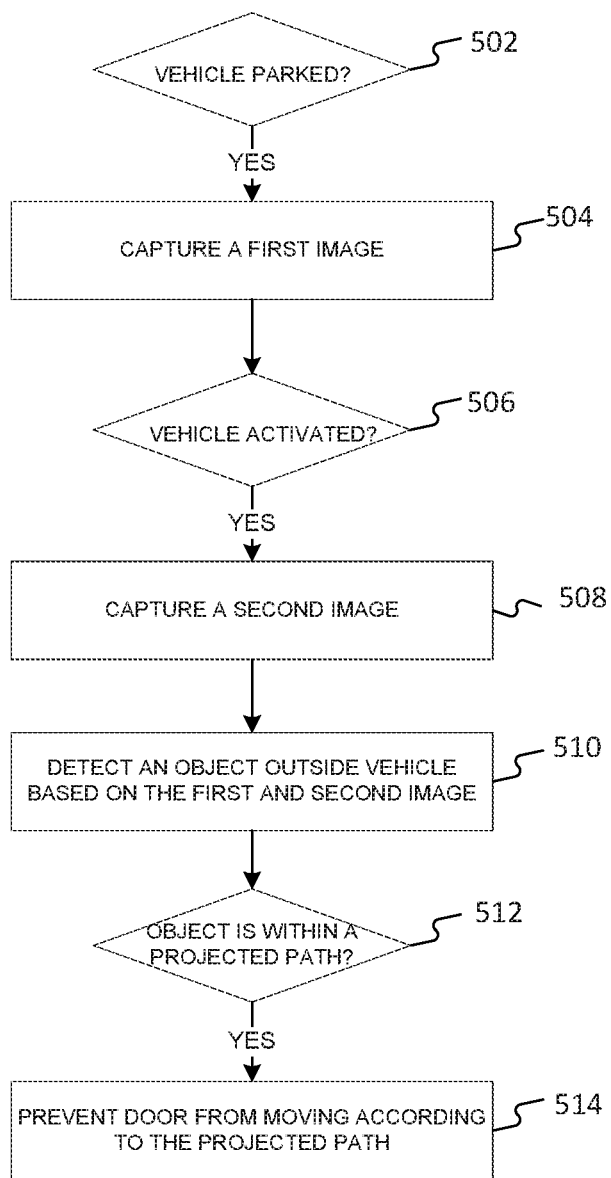 VEHICLE PARKED?
502
YES
CAPTURE A FIRST IMAGE
504
VEHICLE ACTIVATED?
506
YES
CAPTURE A SECOND IMAGE
508
DETECT AN OBJECT OUTSIDE VEHICLE
BASED ON THE FIRST AND SECOND IMAGE
510
OBJECT IS WITHIN A
PROJECTED PATH?
512
YES
PREVENT DOOR FROM MOVING ACCORDING
TO THE PROJECTED PATH
514